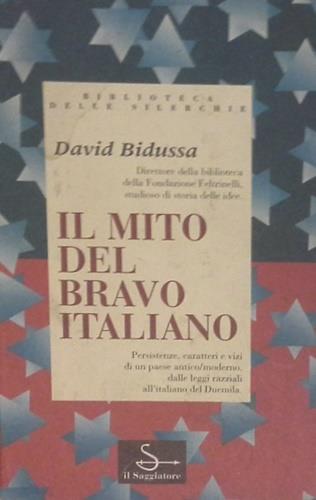 BIBLIOTECA
DELLE SILERCHIE
David Bidussa
Direttore della biblioteca
della Fondazione Feltrinelli,
studioso di storia delle idee.
IL MITO
DEL
BRAVO
ITALIANO
Persistenze, caratteri e vizi
di un paese antico/moderno,
dalle leggi razziali
all'italiano del Duemila.
il Saggiatore